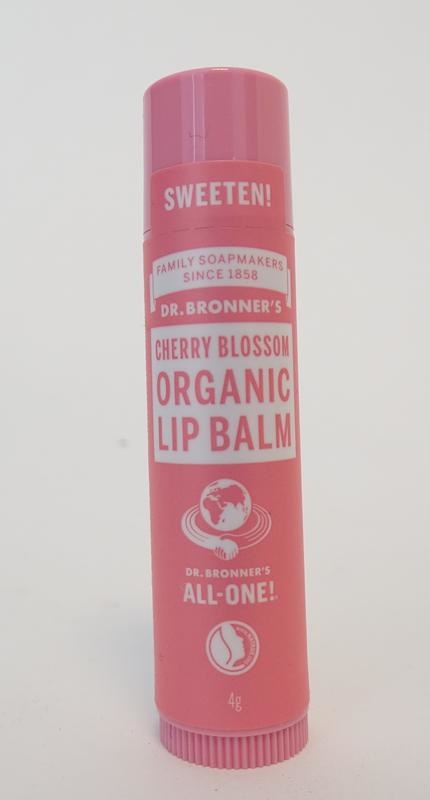 SWEETEN!
FAMILY SOAPMAKERS
SINCE 1858
DR. BRONNER'S
CHERRY BLOSSOM
ORGANIC
LIP BALM
DR. BRONNER'S
ALL-ONE!
4g